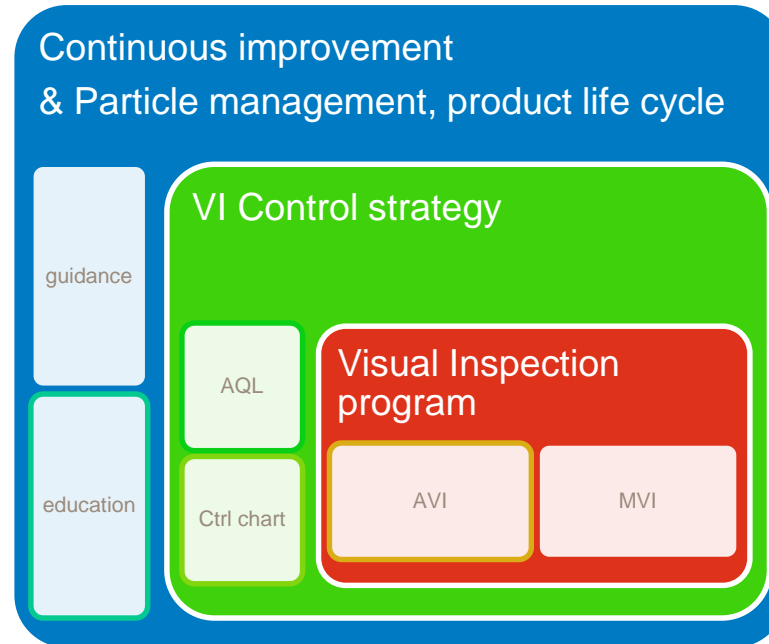 Continuous improvement
& Particle management, product life cycle
guidance
education
VI Control strategy
AQL
Ctrl chart
Visual Inspection
program
AVI
MVI